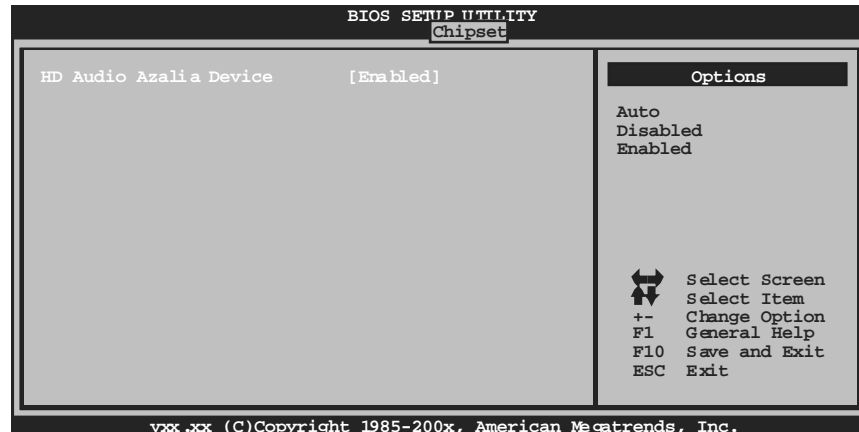 BIOS SETUP UTILITY
Chipset
HD Audio Azalia Device [Enabled]
Options
Auto
Disabled
Enabled
Select Screen
Select Item
+- Change Option
F1 General Help
F10 Save and Exit
ESC Exit
vxx.xx (C)Copyright 1985-200x, American Megatrends, Inc.